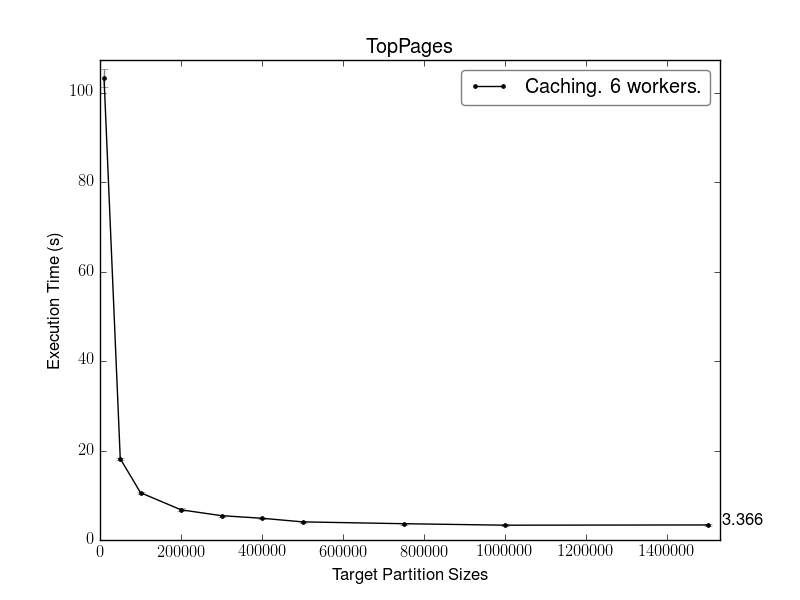 TopPages
Caching. 6 workers.
100
80
60
40
20
0
Execution Time (s)
3.366
0 200000 400000 600000 800000 1000000 1200000 1400000
Target Partition Sizes